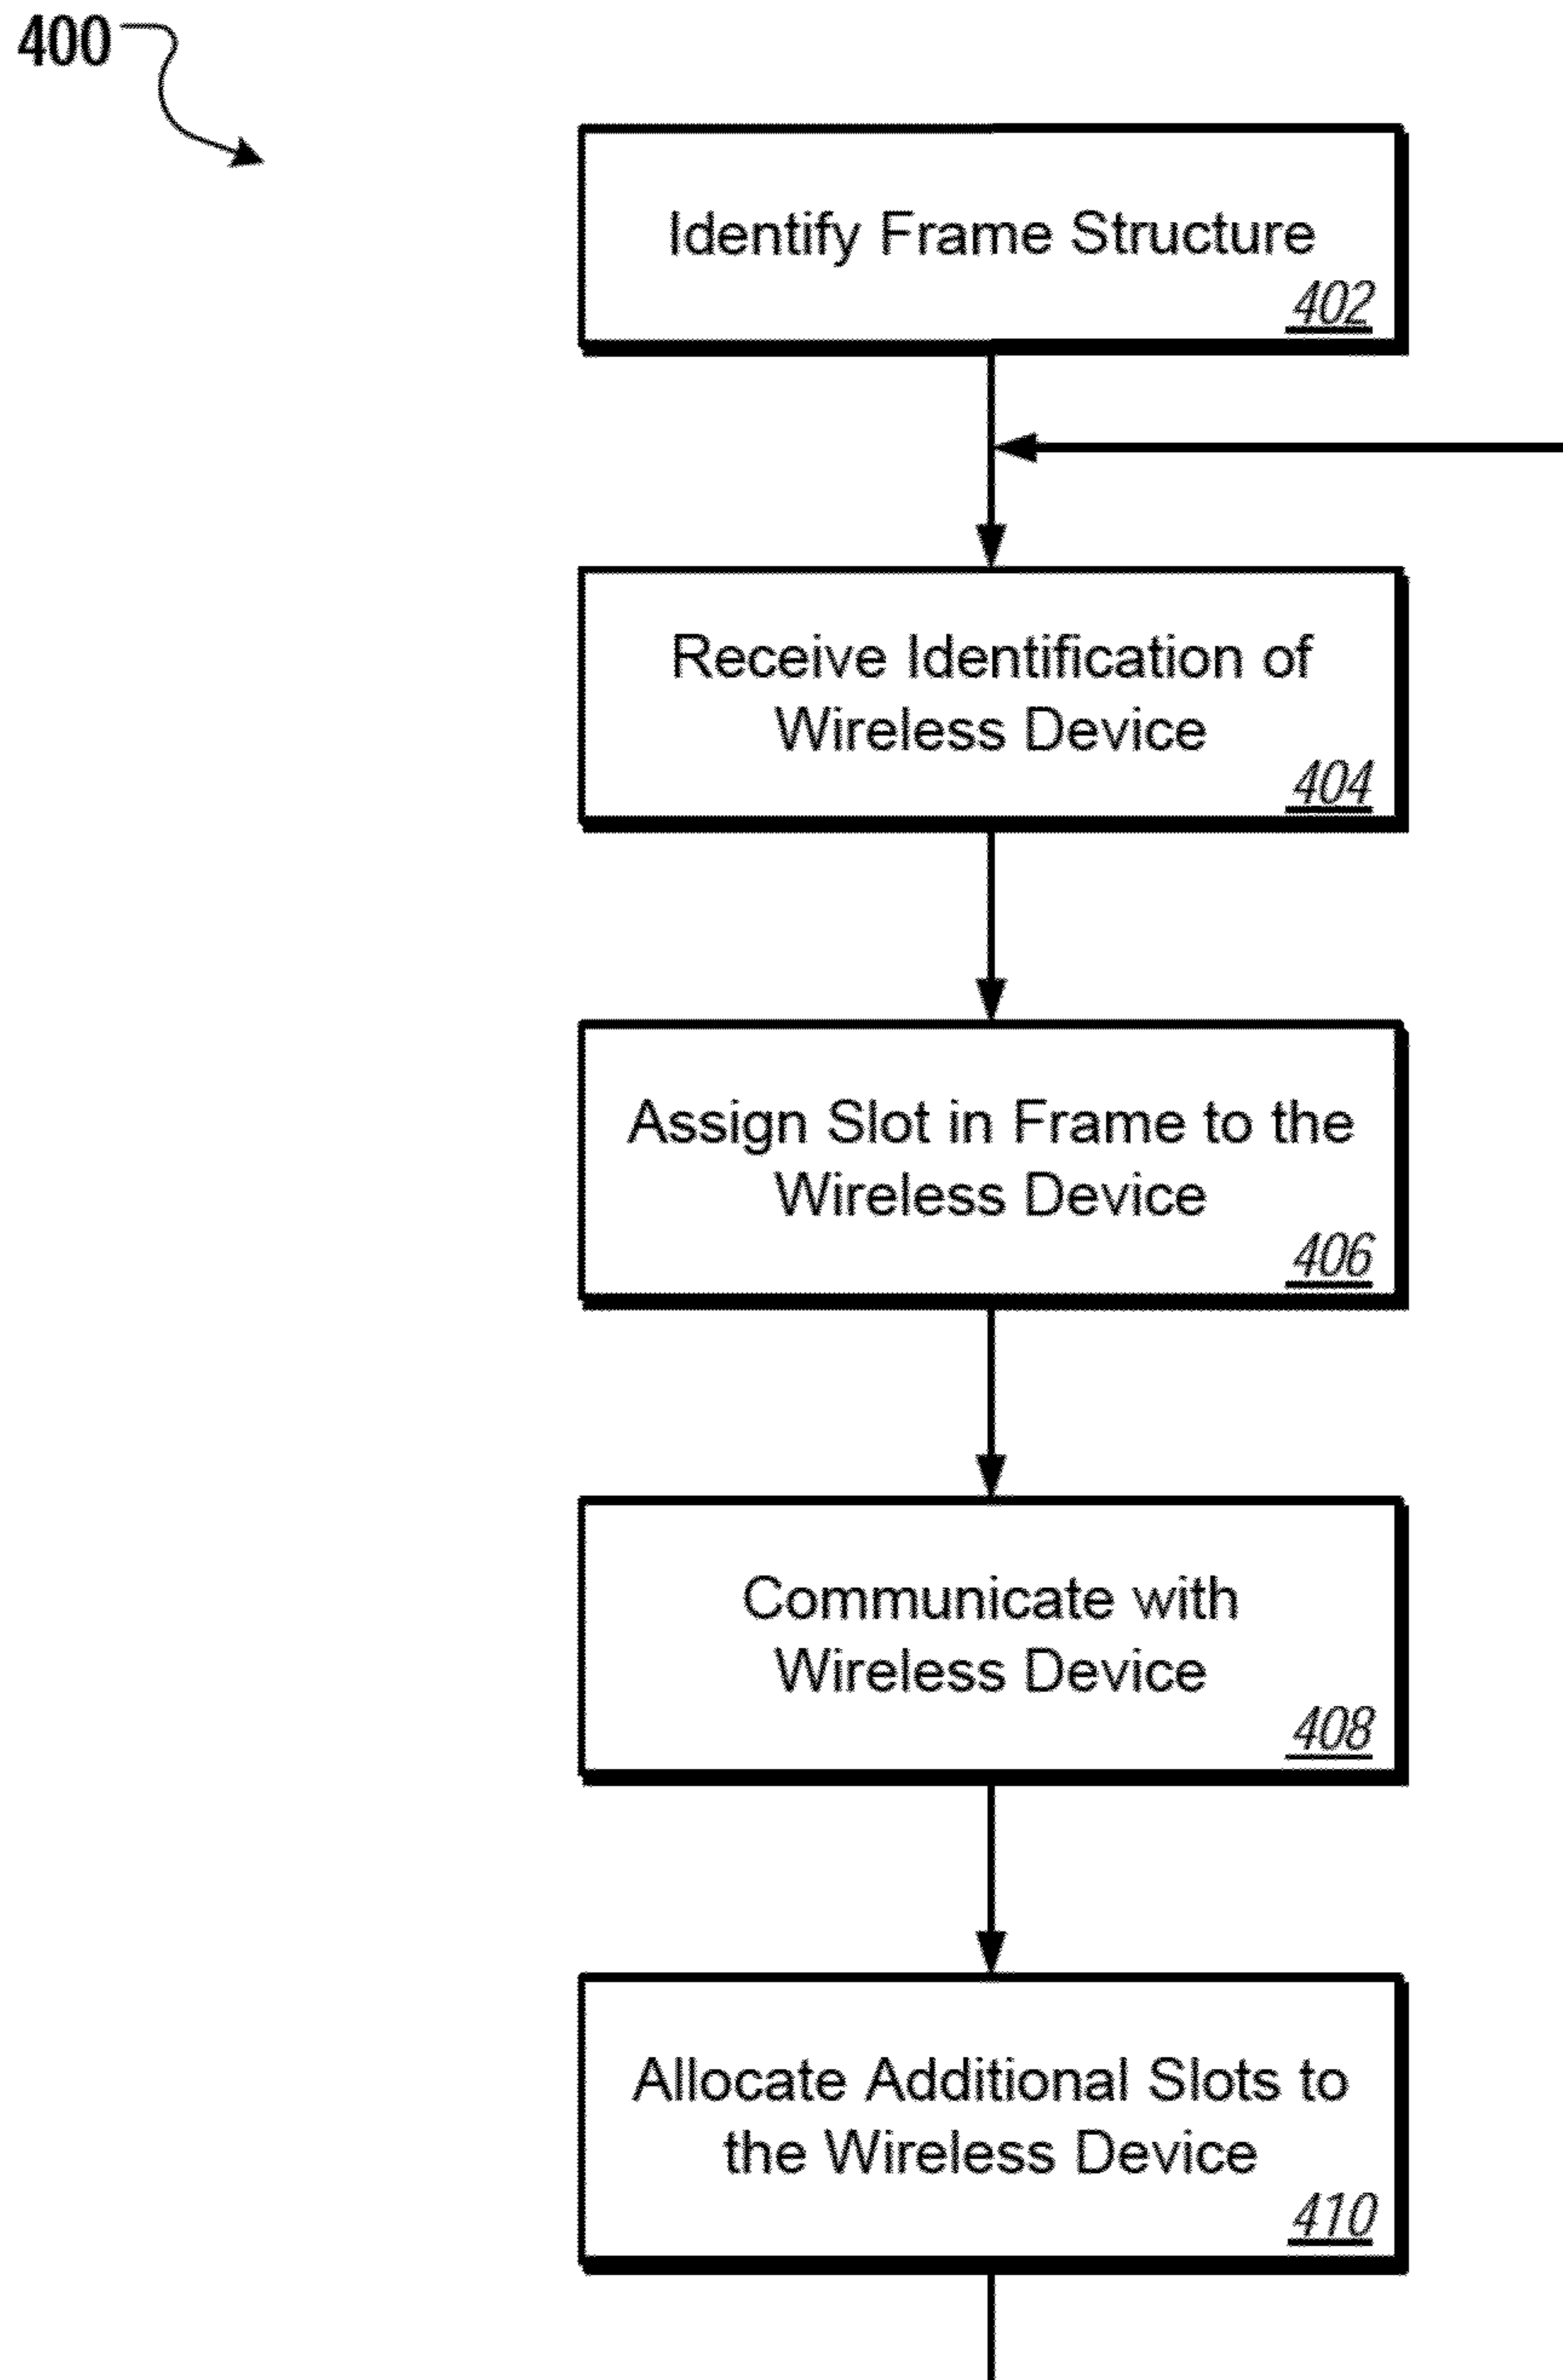 400
Identify Frame Structure
402
Receive Identification of
Wireless Device
404
Assign Slot in Frame to the
Wireless Device
406
Communicate with
Wireless Device
408
Allocate Additional Slots to
the Wireless Device
410